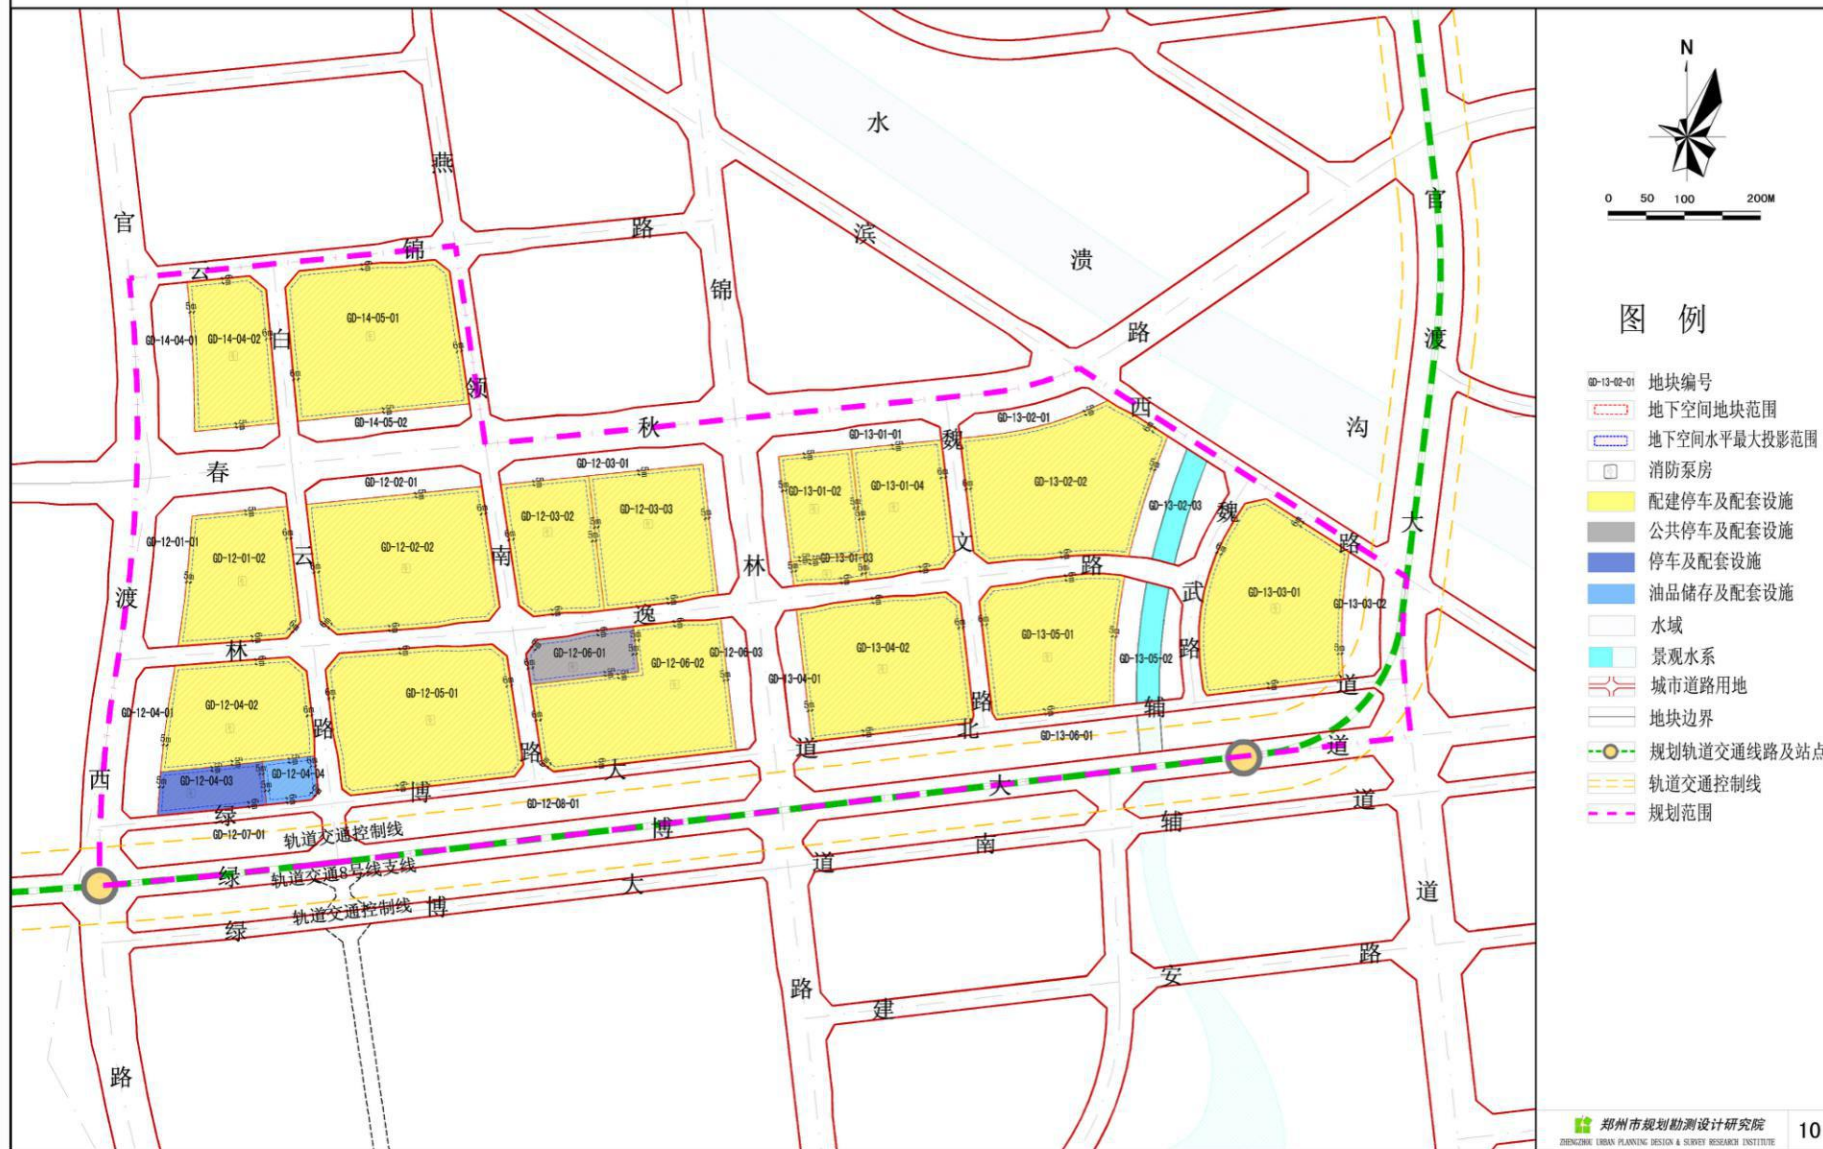 水
燕
官
锦
路
云
锦
滨
溃
官
GD-14-04-01
GD-14-04-02
白
GD-14-05-01
路
渡
领
GD-14-05-02
秋
GD-13-02-01
西
沟
春
GD-12-02-01
GD-12-03-01
GD-13-01-01
魏
GD-12-01-01
GD-12-01-02
GD-12-02-02
GD-12-03-02
GD-12-03-03
GD-13-01-02
GD-13-01-04
GD-13-02-02
GD-13-02-03
魏
大
云
南
林
GD-13-01-03
文
路
路
渡
逸
武
GD-13-03-01
GD-13-03-02
林
GD-12-06-01
GD-12-06-02
GD-12-06-03
GD-13-04-01
GD-13-04-02
GD-13-05-01
GD-13-05-02
路
GD-12-04-01
GD-12-04-02
GD-12-05-01
路
路
道
北
路
辅
道
GD-13-06-01
道
西
GD-12-04-03
GD-12-04-04
博
大
大
道
绿
GD-12-07-01
GD-12-08-01
轨道交通控制线
博
辅
绿
轨道交通8号线支线
大
道
南
绿
轨道交通控制线
博
道
路
建
安
路
路
N
0 50 100 200M
图 例
GD-13-02-01 地块编号
地下空间地块范围
地下空间水平最大投影范围
消防泵房
配建停车及配套设施
公共停车及配套设施
停车及配套设施
油品储存及配套设施
水域
景观水系
城市道路用地
地块边界
规划轨道交通线路及站点
轨道交通控制线
规划范围
郑州市规划勘测设计研究院
ZHENGZHOU URBAN PLANNING DESIGN & SURVEY RESEARCH INSTITUTE
10